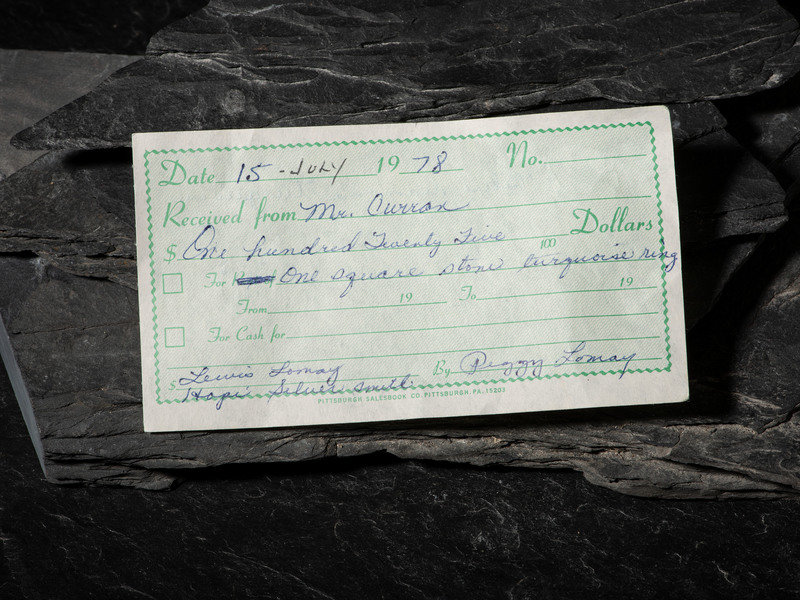 Date 15 - JULY 1978 No.
Received from Mr. Curran
$ One hundred Twenty Five 100 Dollars
For One square stone turquoise ring
From 19 To 19
For Cash for
Lewis Lomay By Peggy Lomay
$ Hopi Silver Smith
PITTSBURGH SALESBOOK CO. PITTSBURGH, PA. 15203